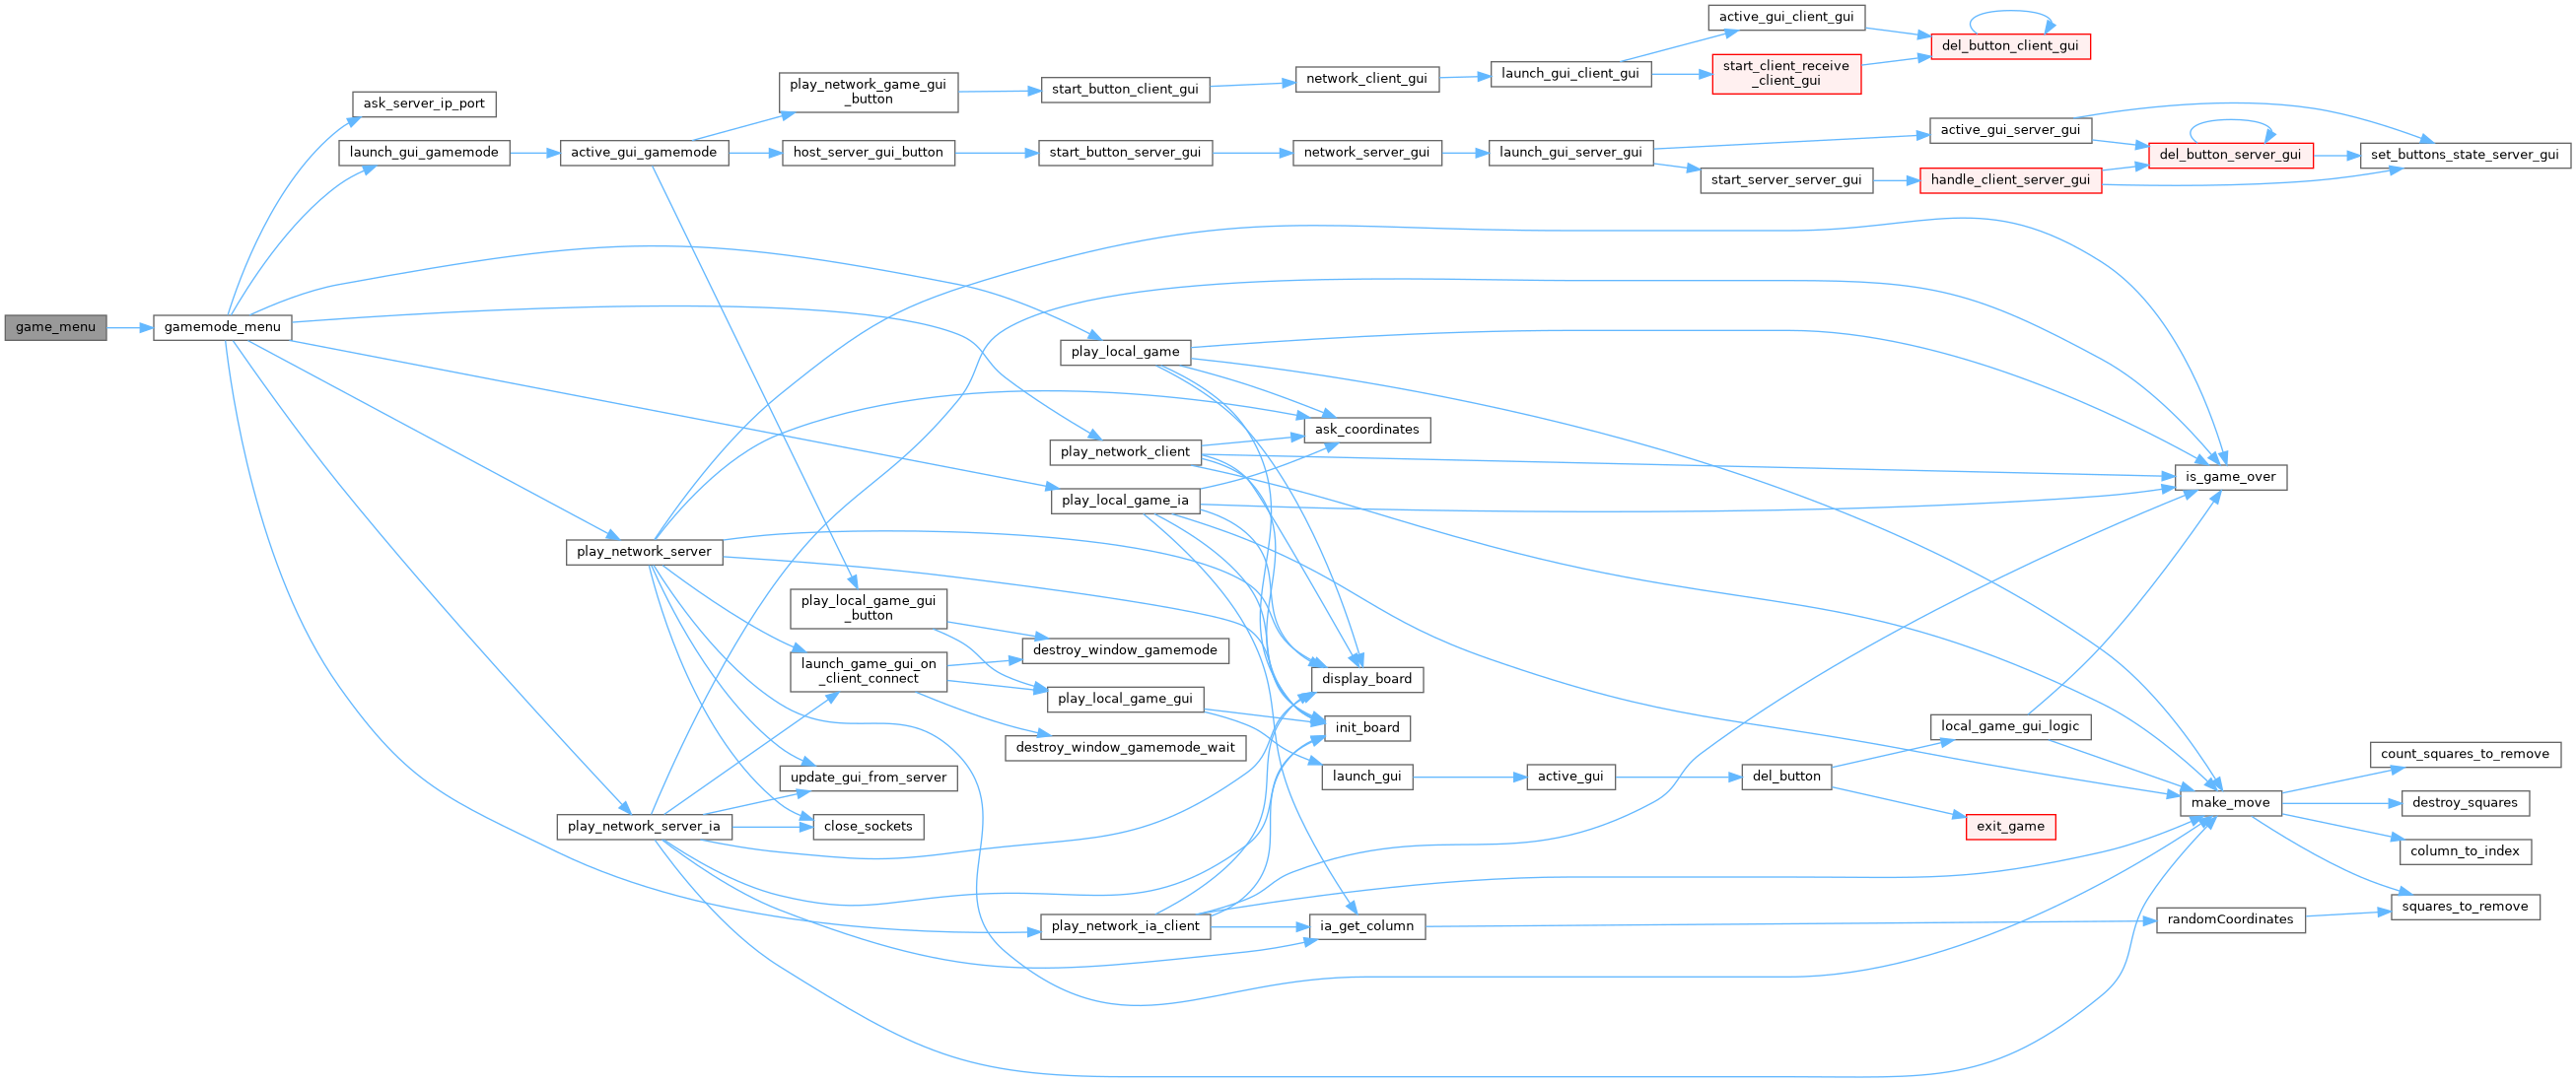 game_menu
gamemode_menu
ask_server_ip_port
launch_gui_gamemode
active_gui_gamemode
play_network_game_gui
_button
host_server_gui_button
start_button_client_gui
start_button_server_gui
network_client_gui
network_server_gui
launch_gui_client_gui
launch_gui_server_gui
active_gui_client_gui
start_client_receive
_client_gui
del_button_client_gui
active_gui_server_gui
start_server_server_gui
handle_client_server_gui
del_button_server_gui
set_buttons_state_server_gui
play_local_game
play_network_client
play_local_game_ia
ask_coordinates
is_game_over
play_network_server
play_local_game_gui
_button
launch_game_gui_on
_client_connect
destroy_window_gamemode
play_local_game_gui
destroy_window_gamemode_wait
update_gui_from_server
play_network_server_ia
close_sockets
display_board
init_board
launch_gui
active_gui
del_button
local_game_gui_logic
exit_game
make_move
count_squares_to_remove
destroy_squares
column_to_index
squares_to_remove
play_network_ia_client
ia_get_column
randomCoordinates